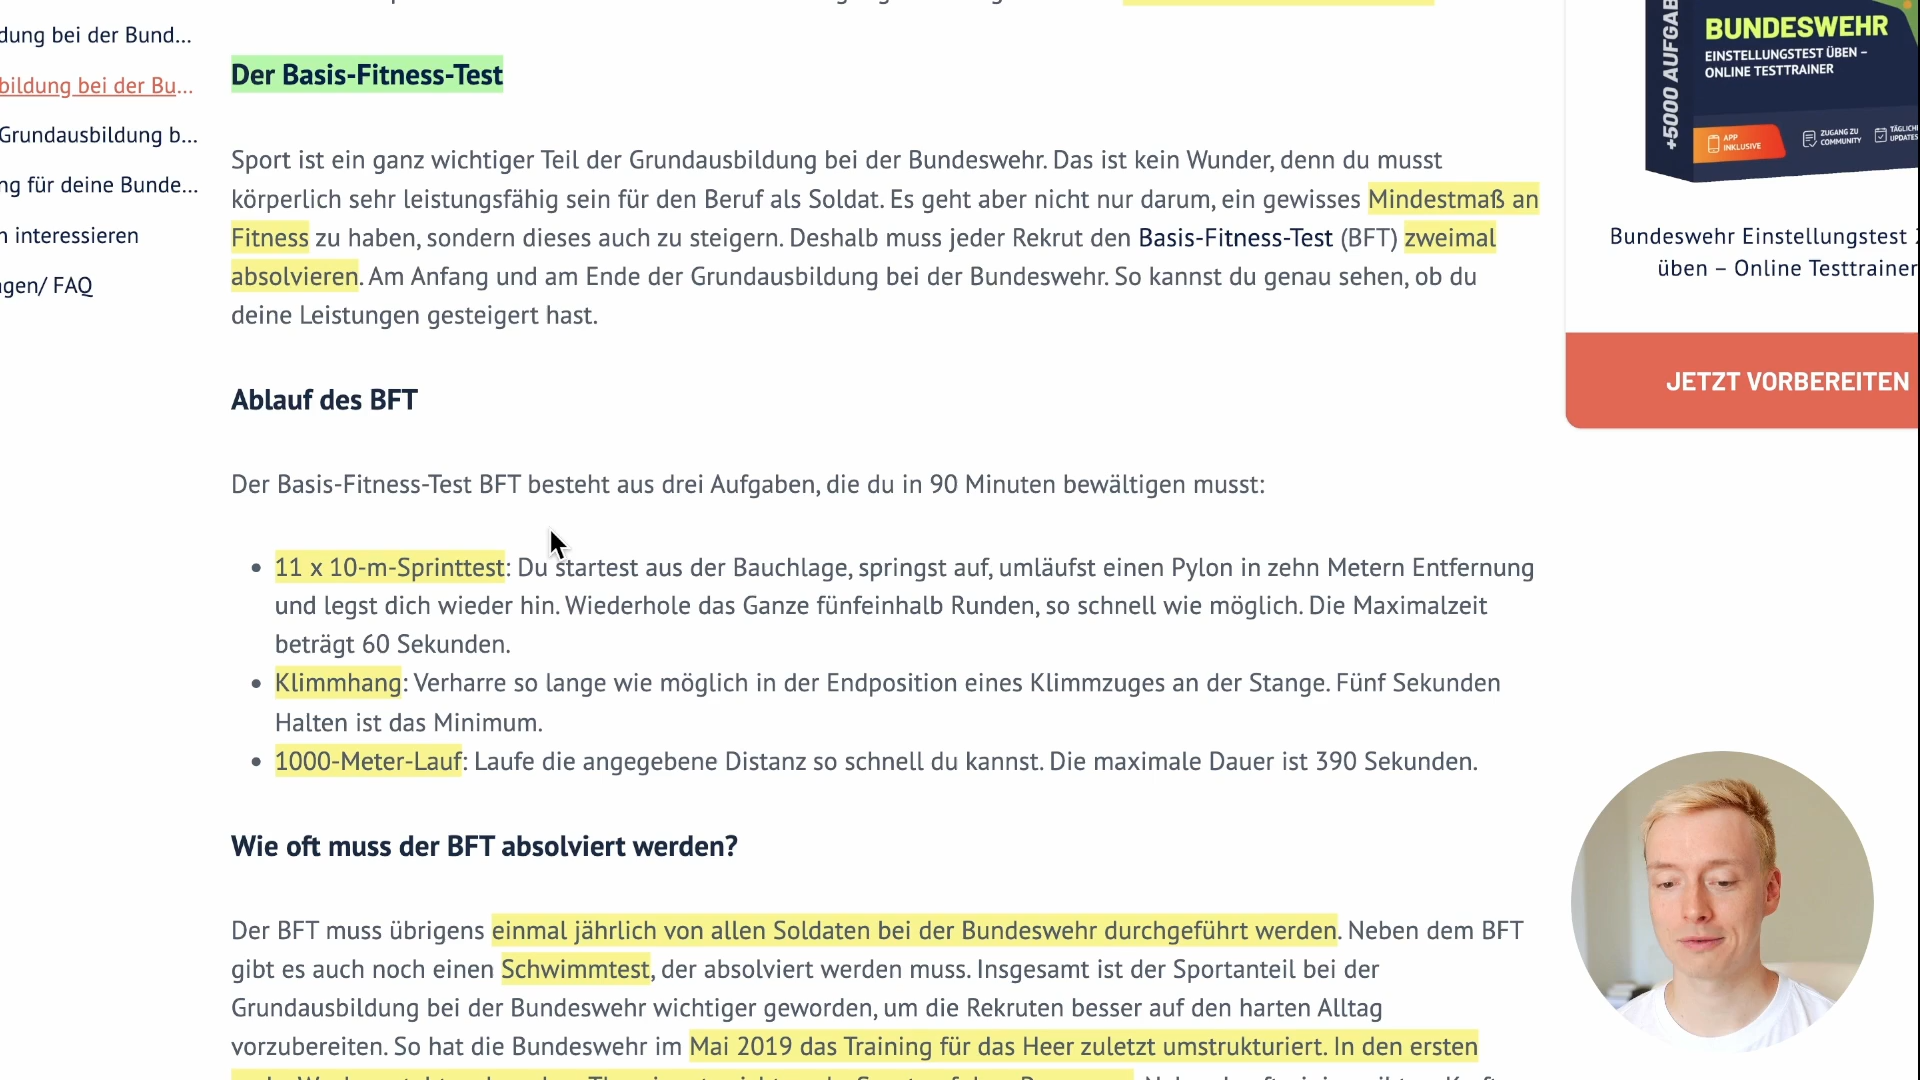 dung bei der Bund...
bildung bei der Bu...
Grundausbildung b...
ng für deine Bunde...
n interessieren
gen/ FAQ
Der Basis-Fitness-Test
Sport ist ein ganz wichtiger Teil der Grundausbildung bei der Bundeswehr. Das ist kein Wunder, denn du musst
körperlich sehr leistungsfähig sein für den Beruf als Soldat. Es geht aber nicht nur darum, ein gewisses Mindestmaß an
Fitness zu haben, sondern dieses auch zu steigern. Deshalb muss jeder Rekrut den Basis-Fitness-Test (BFT) zweimal
absolvieren. Am Anfang und am Ende der Grundausbildung bei der Bundeswehr. So kannst du genau sehen, ob du
deine Leistungen gesteigert hast.
Ablauf des BFT
Der Basis-Fitness-Test BFT besteht aus drei Aufgaben, die du in 90 Minuten bewältigen musst:
• 11 x 10-m-Sprinttest: Du startest aus der Bauchlage, springst auf, umläufst einen Pylon in zehn Metern Entfernung
und legst dich wieder hin. Wiederhole das Ganze fünfeinhalb Runden, so schnell wie möglich. Die Maximalzeit
beträgt 60 Sekunden.
• Klimmhang: Verharre so lange wie möglich in der Endposition eines Klimmzuges an der Stange. Fünf Sekunden
Halten ist das Minimum.
• 1000-Meter-Lauf: Laufe die angegebene Distanz so schnell du kannst. Die maximale Dauer ist 390 Sekunden.
Wie oft muss der BFT absolviert werden?
Der BFT muss übrigens einmal jährlich von allen Soldaten bei der Bundeswehr durchgeführt werden. Neben dem BFT
gibt es auch noch einen Schwimmtest, der absolviert werden muss. Insgesamt ist der Sportanteil bei der
Grundausbildung bei der Bundeswehr wichtiger geworden, um die Rekruten besser auf den harten Alltag
vorzubereiten. So hat die Bundeswehr im Mai 2019 das Training für das Heer zuletzt umstrukturiert. In den ersten
+5000 AUFGAB
BUNDESWEHR
EINSTELLUNGSTEST ÜBEN –
ONLINE TESTTRAINER
APP
INKLUSIVE
ZUGANG ZU
COMMUNITY
TÄGLICH
UPDATES
Bundeswehr Einstellungstest
üben – Online Testtrainer
JETZT VORBEREITEN